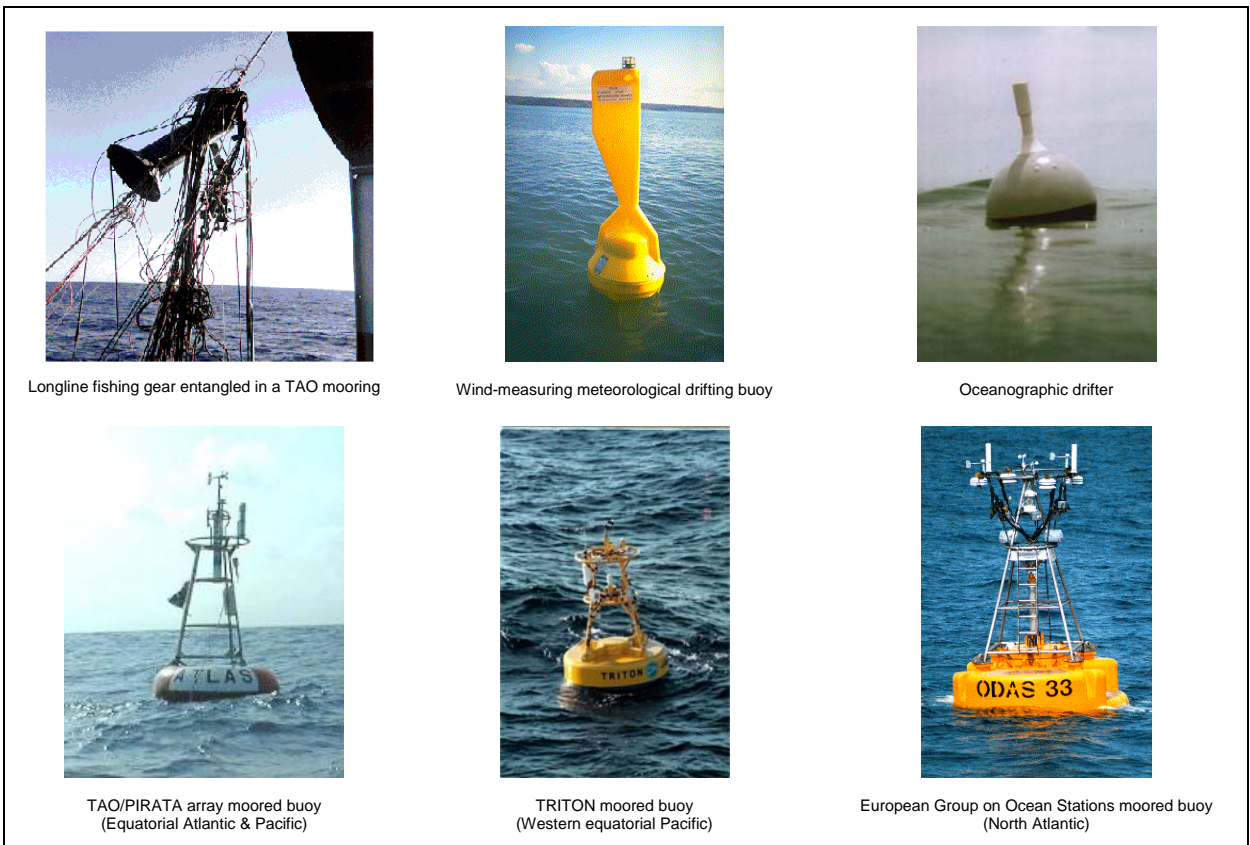 Longline fishing gear entangled in a TAO mooring
Wind-measuring meteorological drifting buoy
Oceanographic drifter
ATLAS
TRITON
ODAS 33
TAO/PIRATA array moored buoy
(Equatorial Atlantic & Pacific)
TRITON moored buoy
(Western equatorial Pacific)
European Group on Ocean Stations moored buoy
(North Atlantic)